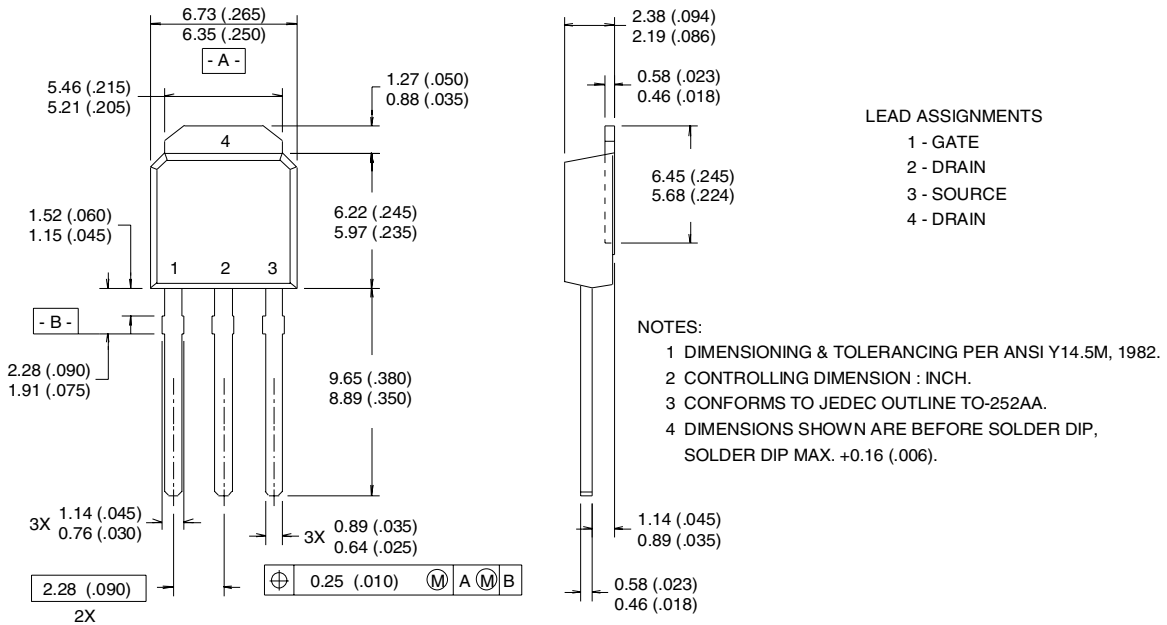 6.73 (.265)
6.35 (.250)
- A -
5.46 (.215)
5.21 (.205)
1.27 (.050)
0.88 (.035)
4
6.22 (.245)
5.97 (.235)
1.52 (.060)
1.15 (.045)
1 2 3
- B -
2.28 (.090)
1.91 (.075)
9.65 (.380)
8.89 (.350)
3X 1.14 (.045)
0.76 (.030)
3X 0.89 (.035)
0.64 (.025)
2.28 (.090)
2X
⌖ 0.25 (.010) Ⓜ A Ⓜ B
2.38 (.094)
2.19 (.086)
0.58 (.023)
0.46 (.018)
6.45 (.245)
5.68 (.224)
1.14 (.045)
0.89 (.035)
0.58 (.023)
0.46 (.018)
LEAD ASSIGNMENTS
1 - GATE
2 - DRAIN
3 - SOURCE
4 - DRAIN
NOTES:
1 DIMENSIONING & TOLERANCING PER ANSI Y14.5M, 1982.
2 CONTROLLING DIMENSION : INCH.
3 CONFORMS TO JEDEC OUTLINE TO-252AA.
4 DIMENSIONS SHOWN ARE BEFORE SOLDER DIP,
SOLDER DIP MAX. +0.16 (.006).